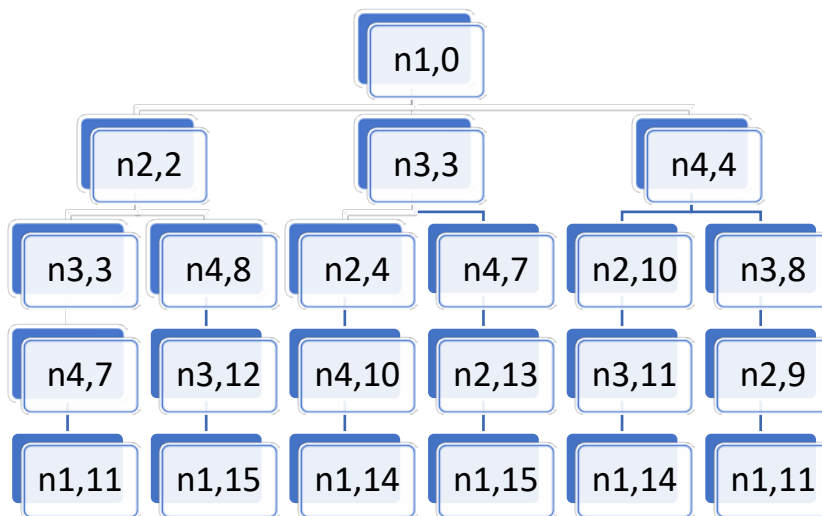 n1,0
n2,2 n3,3 n4,4
n3,3 n4,8 n2,4 n4,7 n2,10 n3,8
n4,7 n3,12 n4,10 n2,13 n3,11 n2,9
n1,11 n1,15 n1,14 n1,15 n1,14 n1,11